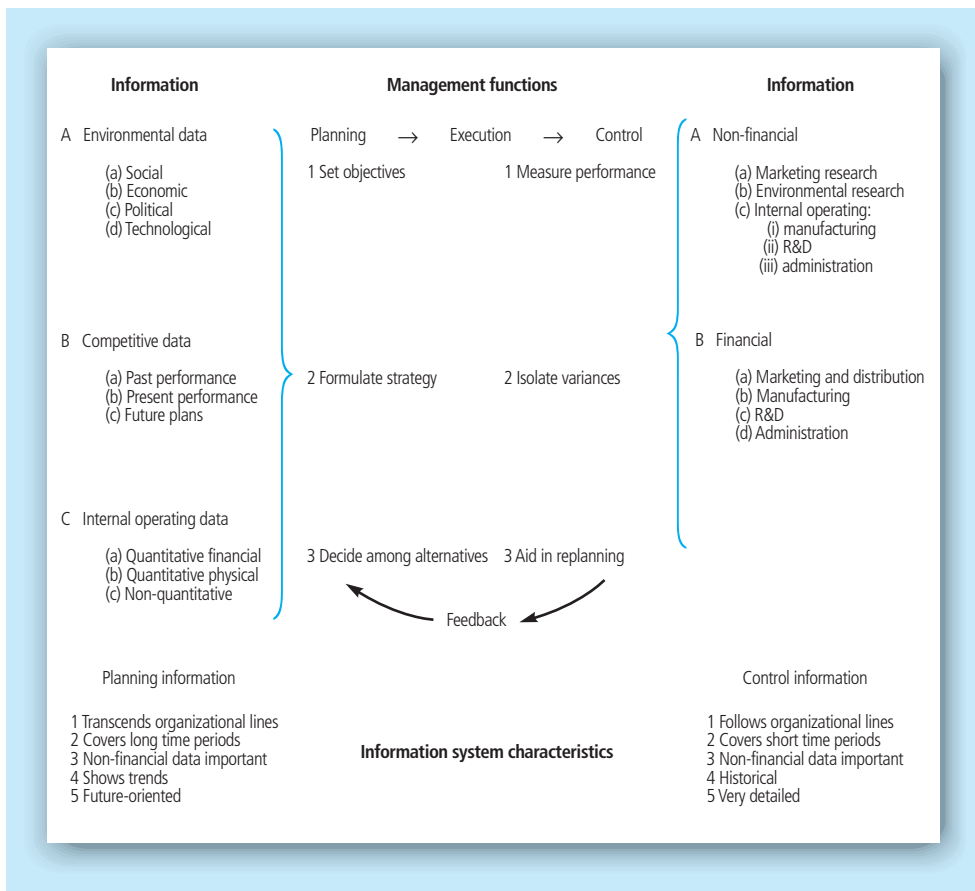 Information
A Environmental data
(a) Social
(b) Economic
(c) Political
(d) Technological
B Competitive data
(a) Past performance
(b) Present performance
(c) Future plans
C Internal operating data
(a) Quantitative financial
(b) Quantitative physical
(c) Non-quantitative
Management functions
Planning → Execution → Control
1 Set objectives
1 Measure performance
2 Formulate strategy
2 Isolate variances
3 Decide among alternatives
3 Aid in replanning
Feedback
Information
A Non-financial
(a) Marketing research
(b) Environmental research
(c) Internal operating:
(i) manufacturing
(ii) R&D
(iii) administration
B Financial
(a) Marketing and distribution
(b) Manufacturing
(c) R&D
(d) Administration
Planning information
1 Transcends organizational lines
2 Covers long time periods
3 Non-financial data important
4 Shows trends
5 Future-oriented
Information system characteristics
Control information
1 Follows organizational lines
2 Covers short time periods
3 Non-financial data important
4 Historical
5 Very detailed